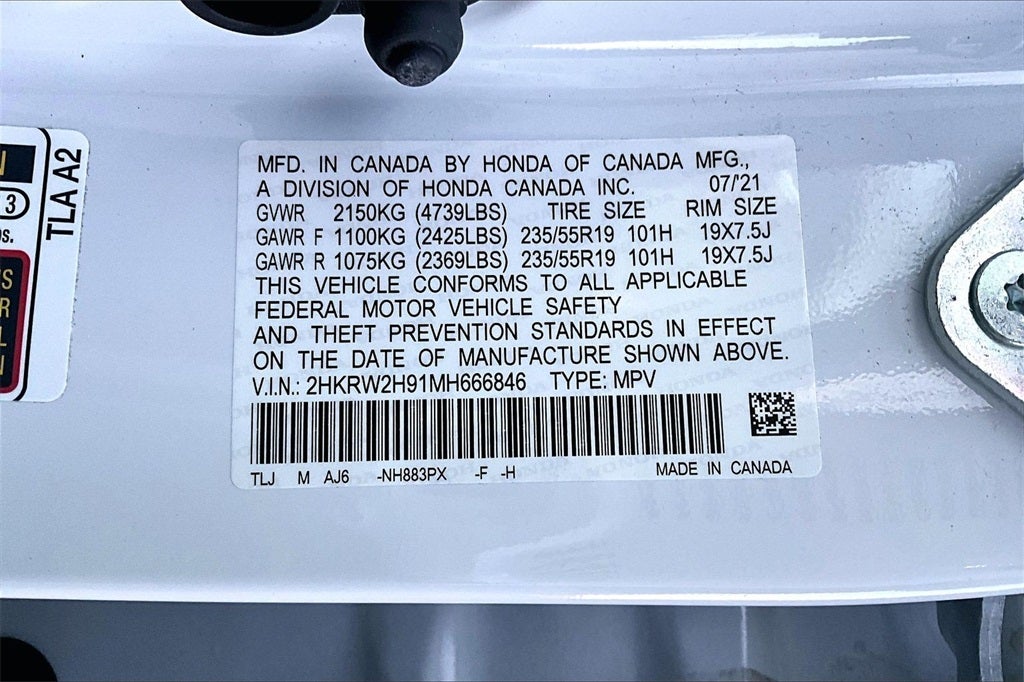 MFD. IN CANADA BY HONDA OF CANADA MFG.,
A DIVISION OF HONDA CANADA INC. 07/'21
GVWR 2150KG (4739LBS) TIRE SIZE RIM SIZE
GAWR F 1100KG (2425LBS) 235/55R19 101H 19X7.5J
GAWR R 1075KG (2369LBS) 235/55R19 101H 19X7.5J
THIS VEHICLE CONFORMS TO ALL APPLICABLE
FEDERAL MOTOR VEHICLE SAFETY
AND THEFT PREVENTION STANDARDS IN EFFECT
ON THE DATE OF MANUFACTURE SHOWN ABOVE.
V.I.N.: 2HKRW2H91MH666846 TYPE: MPV
TLJ M AJ6 -NH883PX -F -H MADE IN CANADA
TLA A2
3